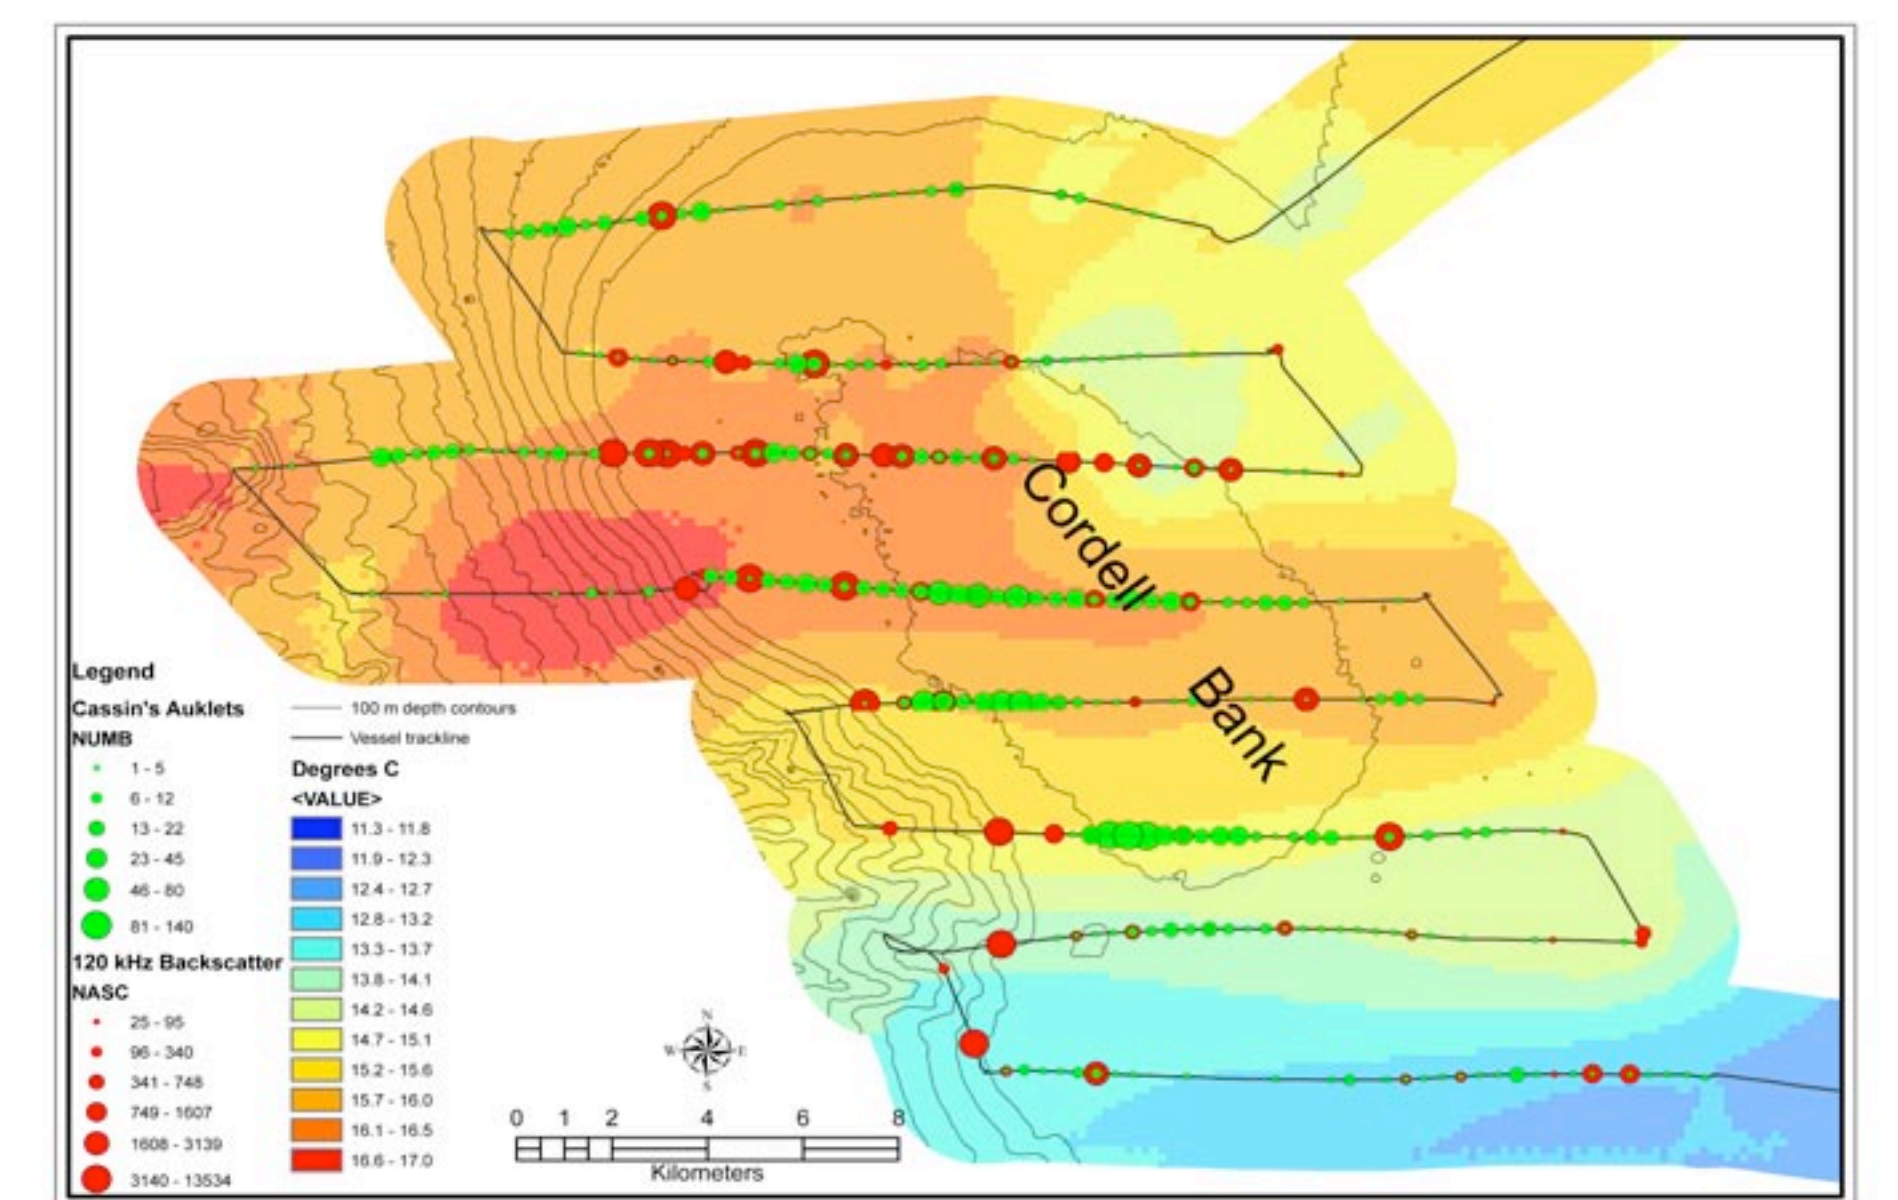 Cordell
Bank
Legend
Cassin's Auklets
NUMB
1 - 5
6 - 12
13 - 22
23 - 45
46 - 80
81 - 140
120 kHz Backscatter
NASC
25 - 95
96 - 340
341 - 748
749 - 1607
1608 - 3139
3140 - 13534
100 m depth contours
Vessel trackline
Degrees C
<VALUE>
11.3 - 11.8
11.9 - 12.3
12.4 - 12.7
12.8 - 13.2
13.3 - 13.7
13.8 - 14.1
14.2 - 14.6
14.7 - 15.1
15.2 - 15.6
15.7 - 16.0
16.1 - 16.5
16.6 - 17.0
N
W E
S
0 1 2 4 6 8
Kilometers